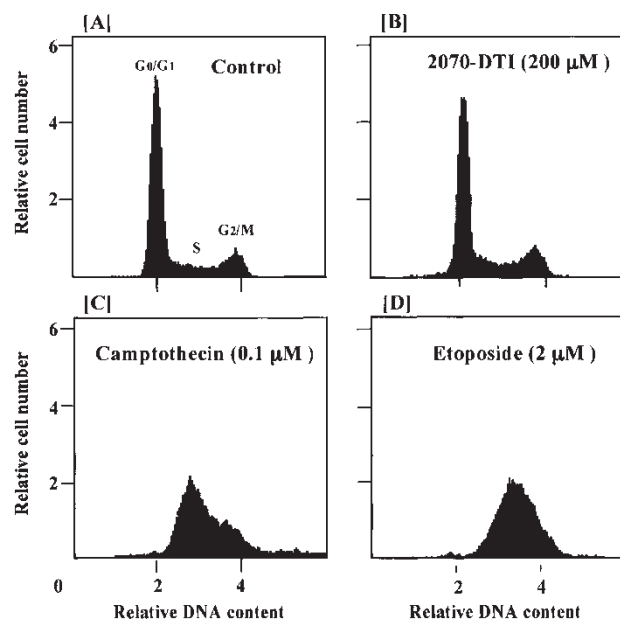 [A]
[B]
6
4
2
Relative cell number
G0/G1
Control
S
G2/M
2070-DTI (200 μM )
[C]
[D]
6
4
2
0
Relative cell number
Camptothecin (0.1 μM )
Etoposide (2 μM )
2
4
2
4
Relative DNA content
Relative DNA content